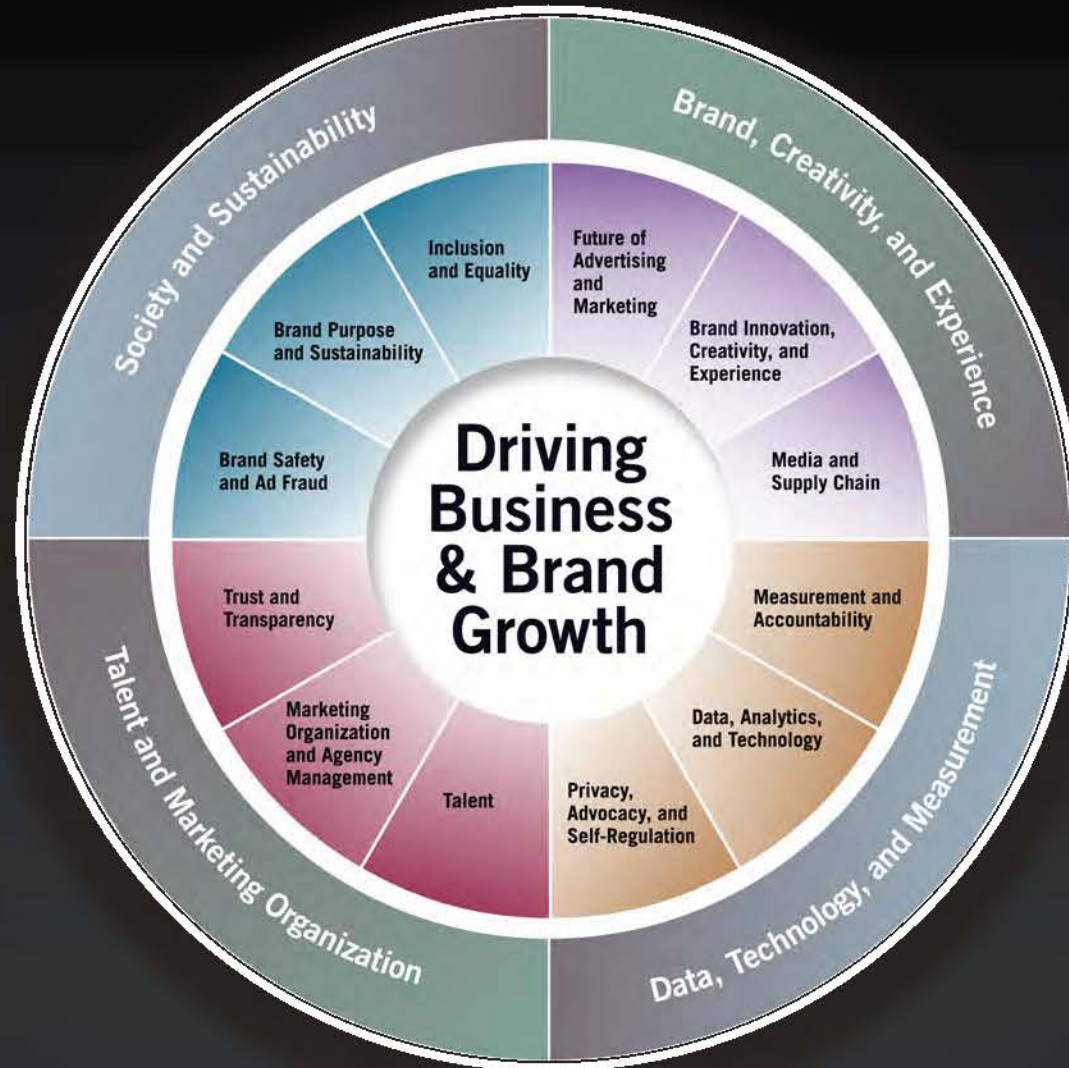 Driving
Business
& Brand
Growth
Brand, Creativity, and Experience
Future of
Advertising
and
Marketing
Brand Innovation,
Creativity, and
Experience
Media and
Supply Chain
Data, Technology, and Measurement
Measurement and
Accountability
Data, Analytics,
and Technology
Privacy,
Advocacy, and
Self-Regulation
Talent and Marketing Organization
Talent
Marketing
Organization
and Agency
Management
Trust and
Transparency
Society and Sustainability
Brand Safety
and Ad Fraud
Brand Purpose
and Sustainability
Inclusion
and Equality